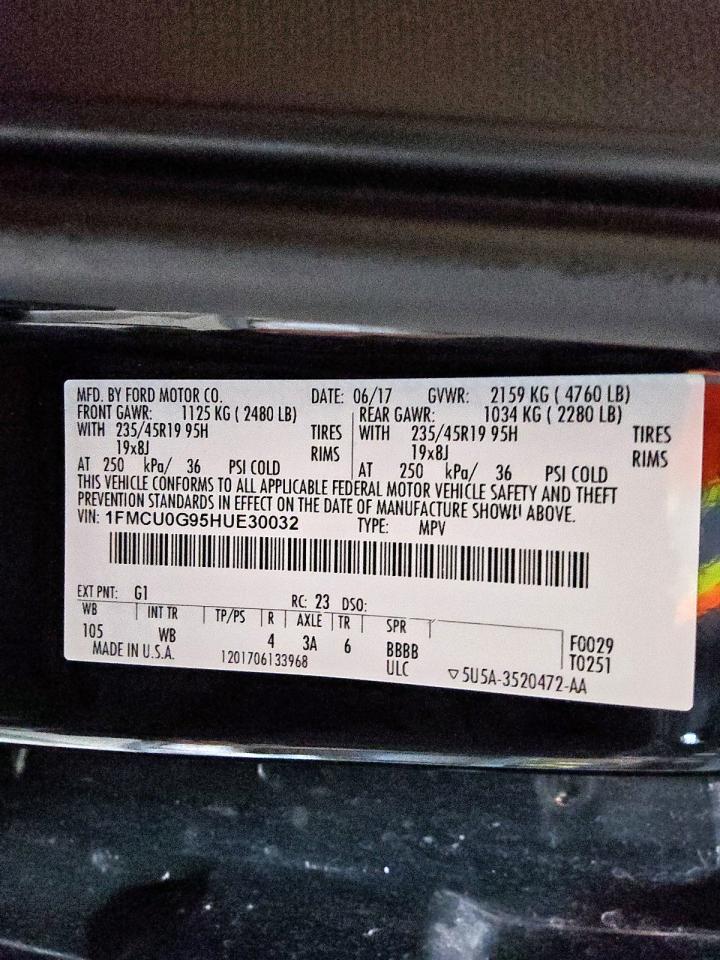 MFD. BY FORD MOTOR CO. DATE: 06/17 GVWR: 2159 KG ( 4760 LB)
FRONT GAWR: 1125 KG ( 2480 LB) REAR GAWR: 1034 KG ( 2280 LB)
WITH 235/45R19 95H TIRES WITH 235/45R19 95H TIRES
19x8J RIMS 19x8J RIMS
AT 250 kPa/ 36 PSI COLD AT 250 kPa/ 36 PSI COLD
THIS VEHICLE CONFORMS TO ALL APPLICABLE FEDERAL MOTOR VEHICLE SAFETY AND THEFT
PREVENTION STANDARDS IN EFFECT ON THE DATE OF MANUFACTURE SHOWN ABOVE.
VIN: 1FMCU0G95HUE30032 TYPE: MPV
EXT PNT: G1 RC: 23 DSO:
WB INT TR TP/PS R AXLE TR SPR
105 WB 4 3A 6 BBBB F0029
MADE IN U.S.A. 1201706133968 ULC T0251
▽5U5A-3520472-AA